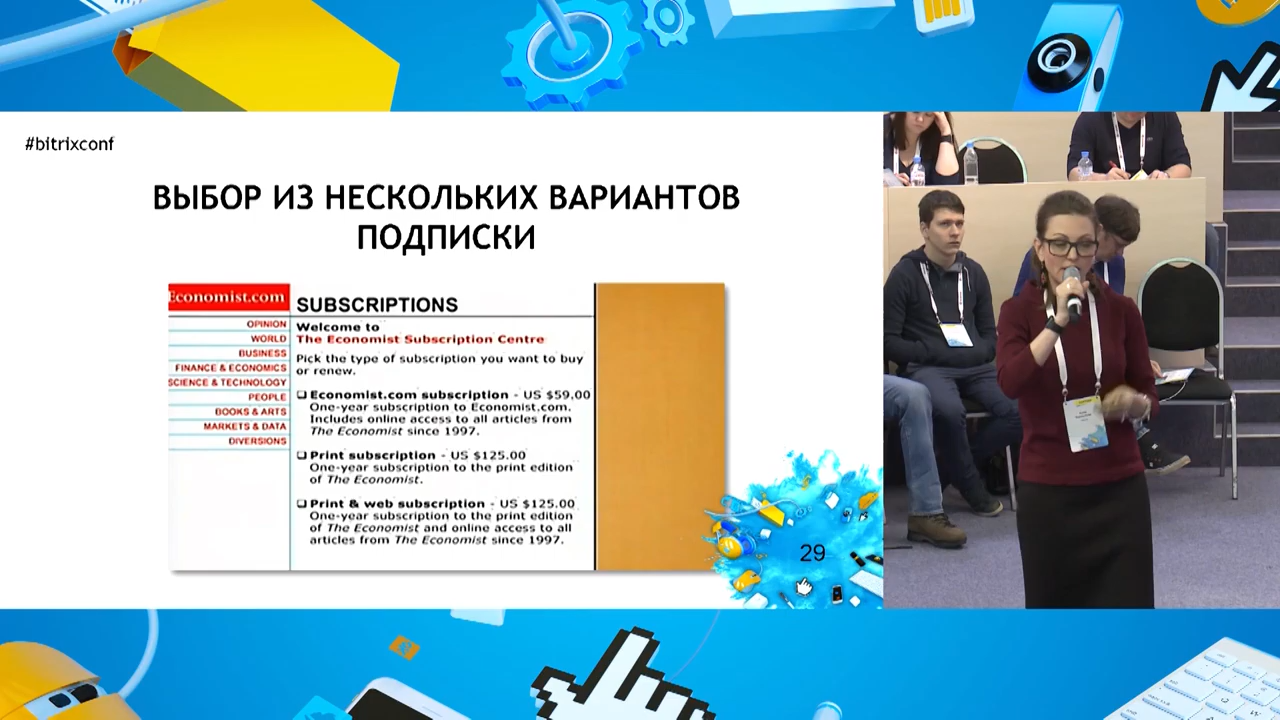 #bitrixconf
ВЫБОР ИЗ НЕСКОЛЬКИХ ВАРИАНТОВ
ПОДПИСКИ
Economist.com
OPINION
WORLD
BUSINESS
FINANCE & ECONOMICS
SCIENCE & TECHNOLOGY
PEOPLE
BOOKS & ARTS
MARKETS & DATA
DIVERSIONS
SUBSCRIPTIONS
Welcome to
The Economist Subscription Centre
Pick the type of subscription you want to buy
or renew.
❑ Economist.com subscription - US $59.00
One-year subscription to Economist.com.
Includes online access to all articles from
The Economist since 1997.
❑ Print subscription - US $125.00
One-year subscription to the print edition
of The Economist.
❑ Print & web subscription - US $125.00
One-year subscription to the print edition
of The Economist and online access to all
articles from The Economist since 1997.
29